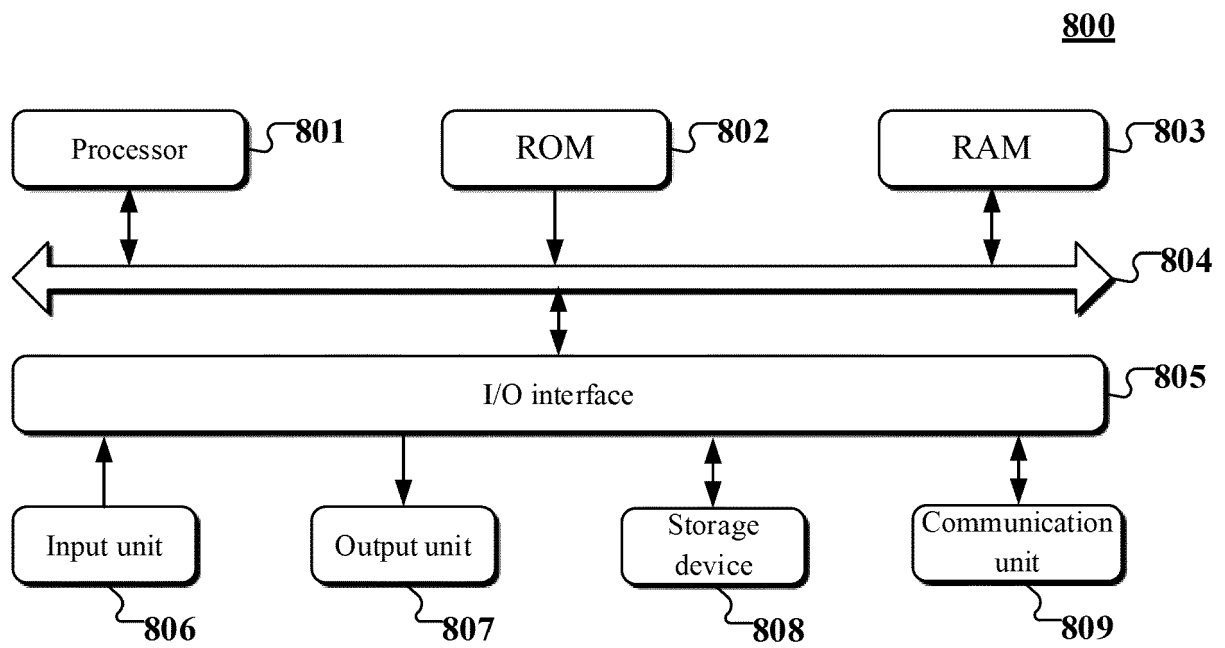 800
Processor
801
ROM
802
RAM
803
804
I/O interface
805
Input unit
806
Output unit
807
Storage
device
808
Communication
unit
809